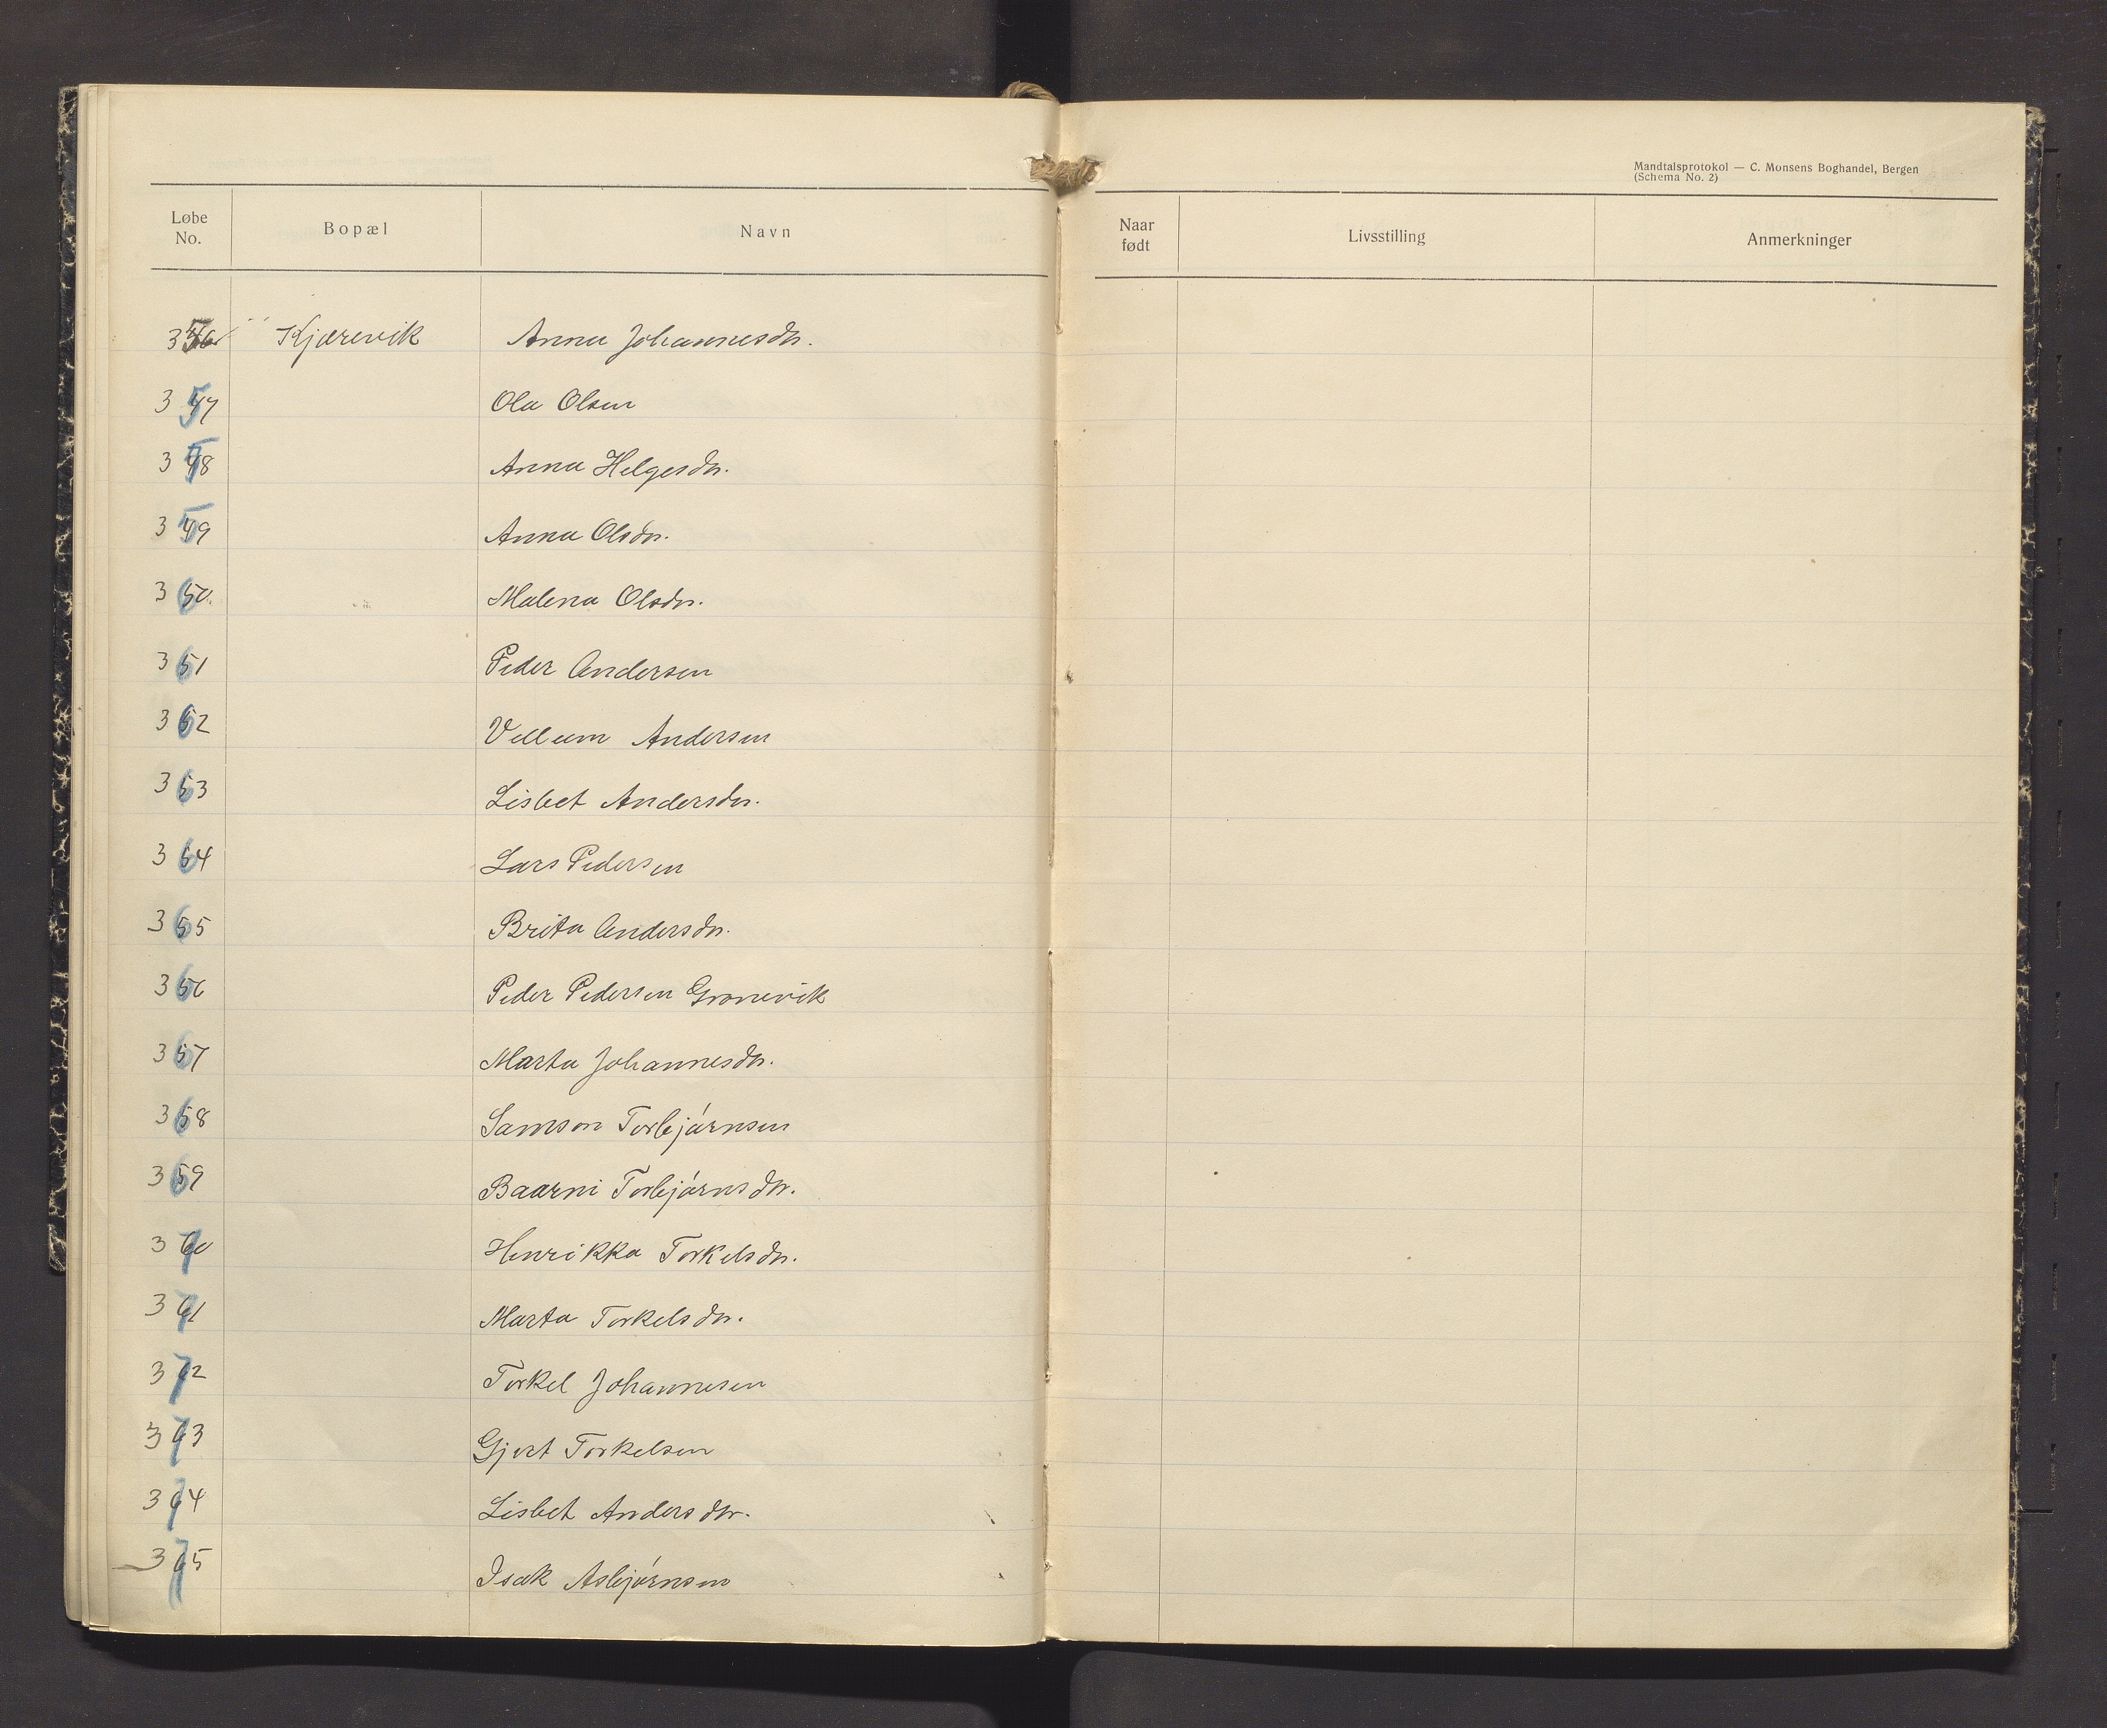 Mandtalsprotokol — C. Monsens Boghandel, Bergen
(Schema No. 2)
Løbe No. Bopæl Navn Naar født Livsstilling Anmerkninger
356 Kjærevik Anna Johannesdr.
357 Ola Olsen
358 Anna Helgesdr.
359 Anna Olsdr.
360 Malena Olsdr.
361 Peder Andersen
362 Vellum Andersen
363 Lisbet Andersdr.
364 Lars Pedersen
365 Brita Andersdr.
366 Peder Pedersen Grønevik
367 Marta Johannesdr.
368 Samson Torbjørnsen
369 Baarni Torbjørnsdr.
370 Henrikka Torkelsdr.
371 Marta Torkelsdr.
372 Torkel Johannesen
373 Gjert Torkelsen
374 Lisbet Andersdr.
375 Isak Asbjørnsen